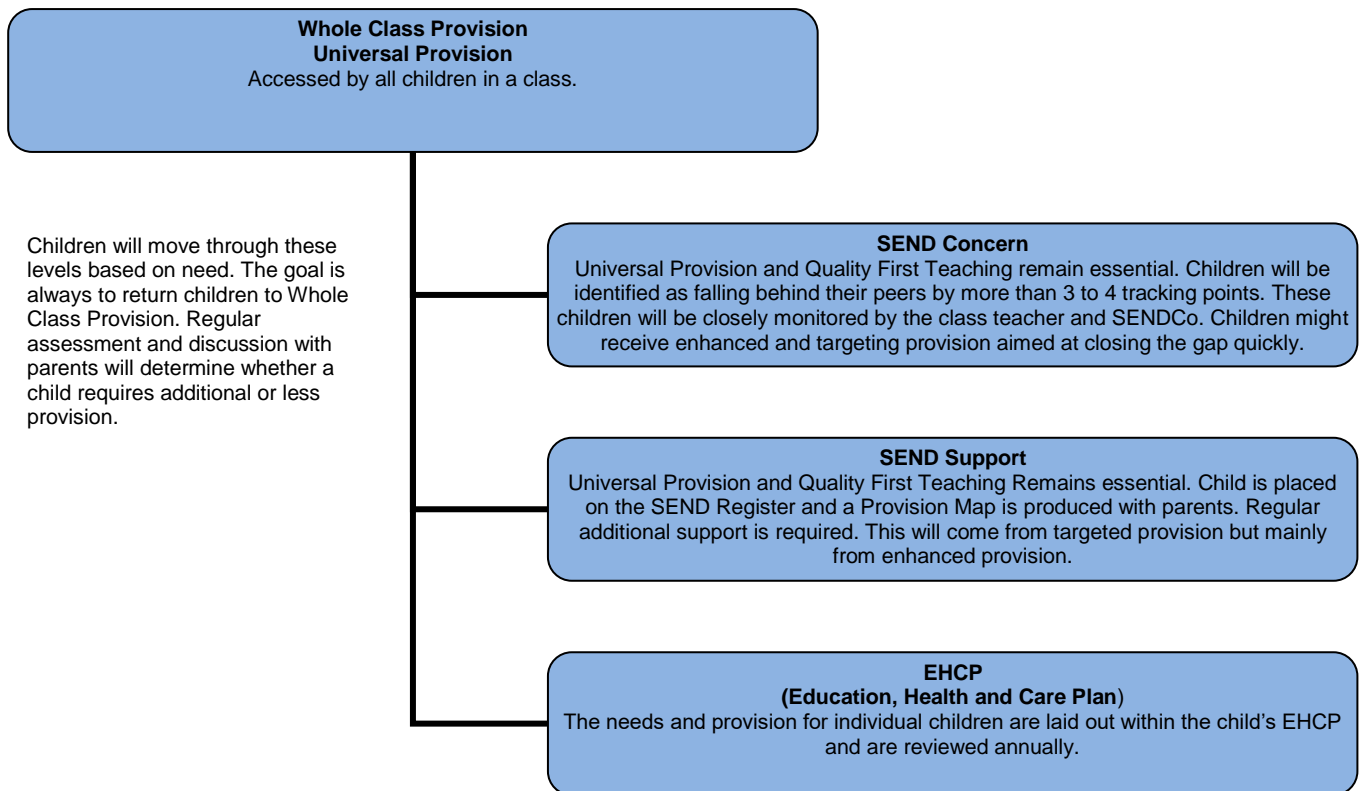 Whole Class Provision
Universal Provision
Accessed by all children in a class.
Children will move through these
levels based on need. The goal is
always to return children to Whole
Class Provision. Regular
assessment and discussion with
parents will determine whether a
child requires additional or less
provision.
SEND Concern
Universal Provision and Quality First Teaching remain essential. Children will be
identified as falling behind their peers by more than 3 to 4 tracking points. These
children will be closely monitored by the class teacher and SENDCo. Children might
receive enhanced and targeting provision aimed at closing the gap quickly.
SEND Support
Universal Provision and Quality First Teaching Remains essential. Child is placed
on the SEND Register and a Provision Map is produced with parents. Regular
additional support is required. This will come from targeted provision but mainly
from enhanced provision.
EHCP
(Education, Health and Care Plan)
The needs and provision for individual children are laid out within the child’s EHCP
and are reviewed annually.